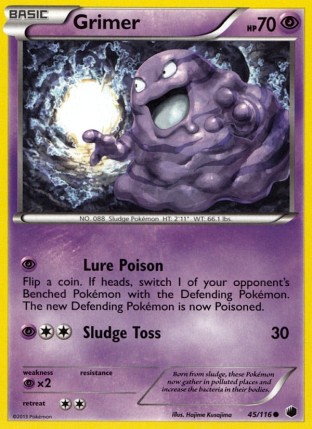 BASIC
Grimer
HP70
NO. 088 Sludge Pokémon HT: 2'11" WT: 66.1 lbs.
Lure Poison
Flip a coin. If heads, switch 1 of your opponent's
Benched Pokémon with the Defending Pokémon.
The new Defending Pokémon is now Poisoned.
Sludge Toss 30
weakness resistance
×2
retreat
Born from sludge, these Pokémon
now gather in polluted places and
increase the bacteria in their bodies.
©2013 Pokémon
Illus. Hajime Kusajima
45/116